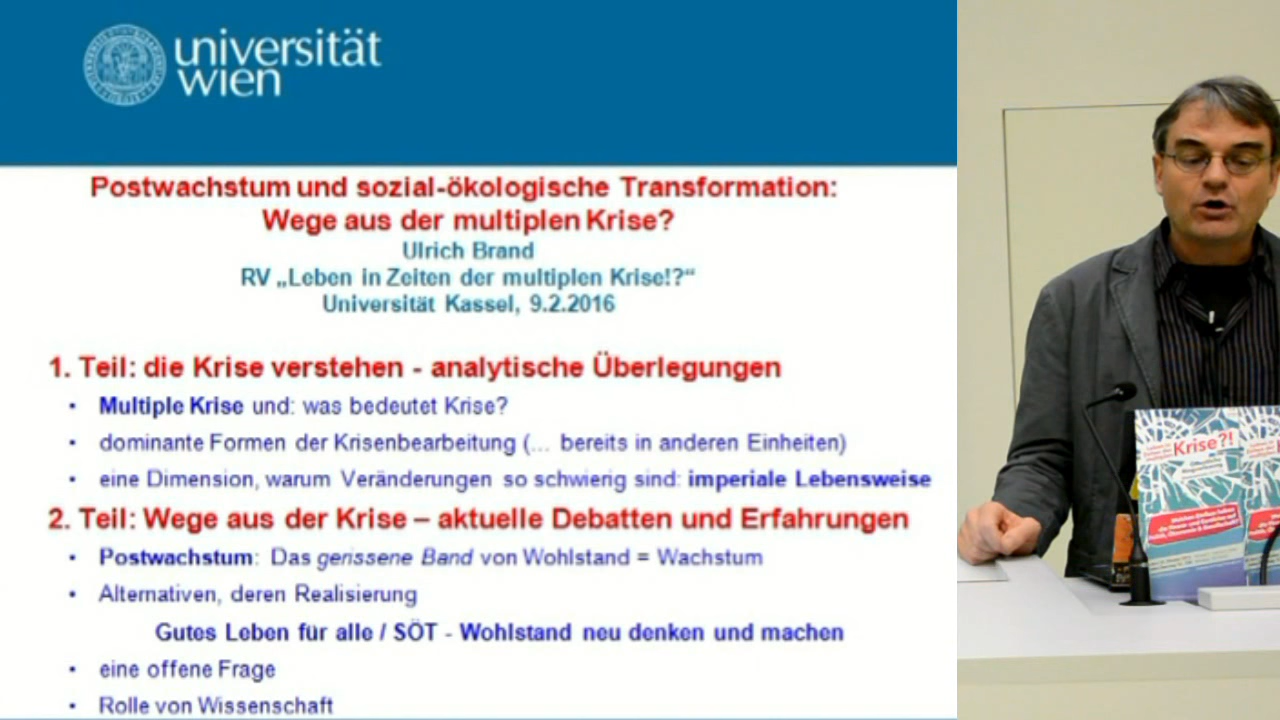 universität
wien
Postwachstum und sozial-ökologische Transformation:
Wege aus der multiplen Krise?
Ulrich Brand
RV „Leben in Zeiten der multiplen Krise!?“
Universität Kassel, 9.2.2016
1. Teil: die Krise verstehen - analytische Überlegungen
• Multiple Krise und: was bedeutet Krise?
• dominante Formen der Krisenbearbeitung (... bereits in anderen Einheiten)
• eine Dimension, warum Veränderungen so schwierig sind: imperiale Lebensweise
2. Teil: Wege aus der Krise – aktuelle Debatten und Erfahrungen
• Postwachstum: Das gerissene Band von Wohlstand = Wachstum
• Alternativen, deren Realisierung
Gutes Leben für alle / SÖT - Wohlstand neu denken und machen
• eine offene Frage
• Rolle von Wissenschaft
Krise?!